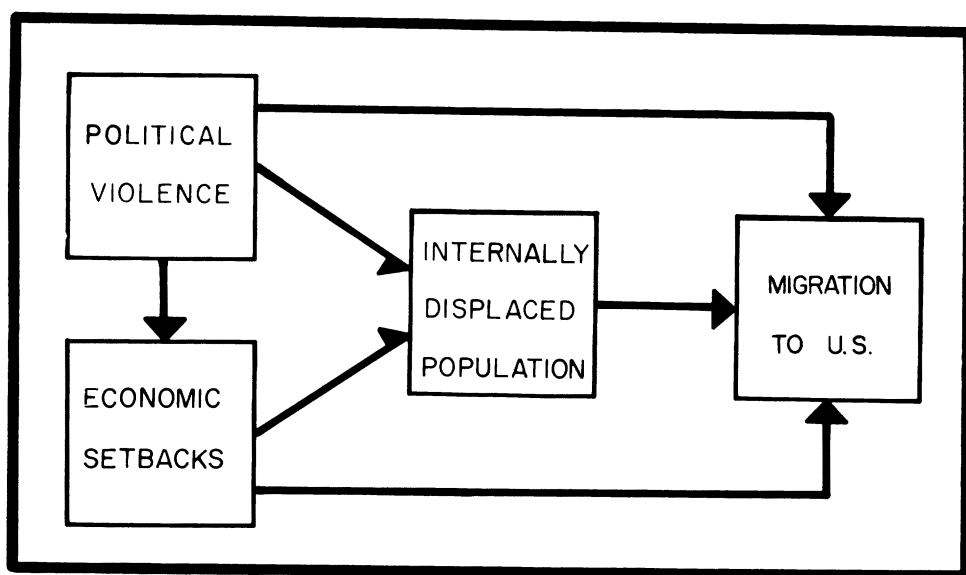 POLITICAL
VIOLENCE
ECONOMIC
SETBACKS
INTERNALLY
DISPLACED
POPULATION
MIGRATION
TO U.S.